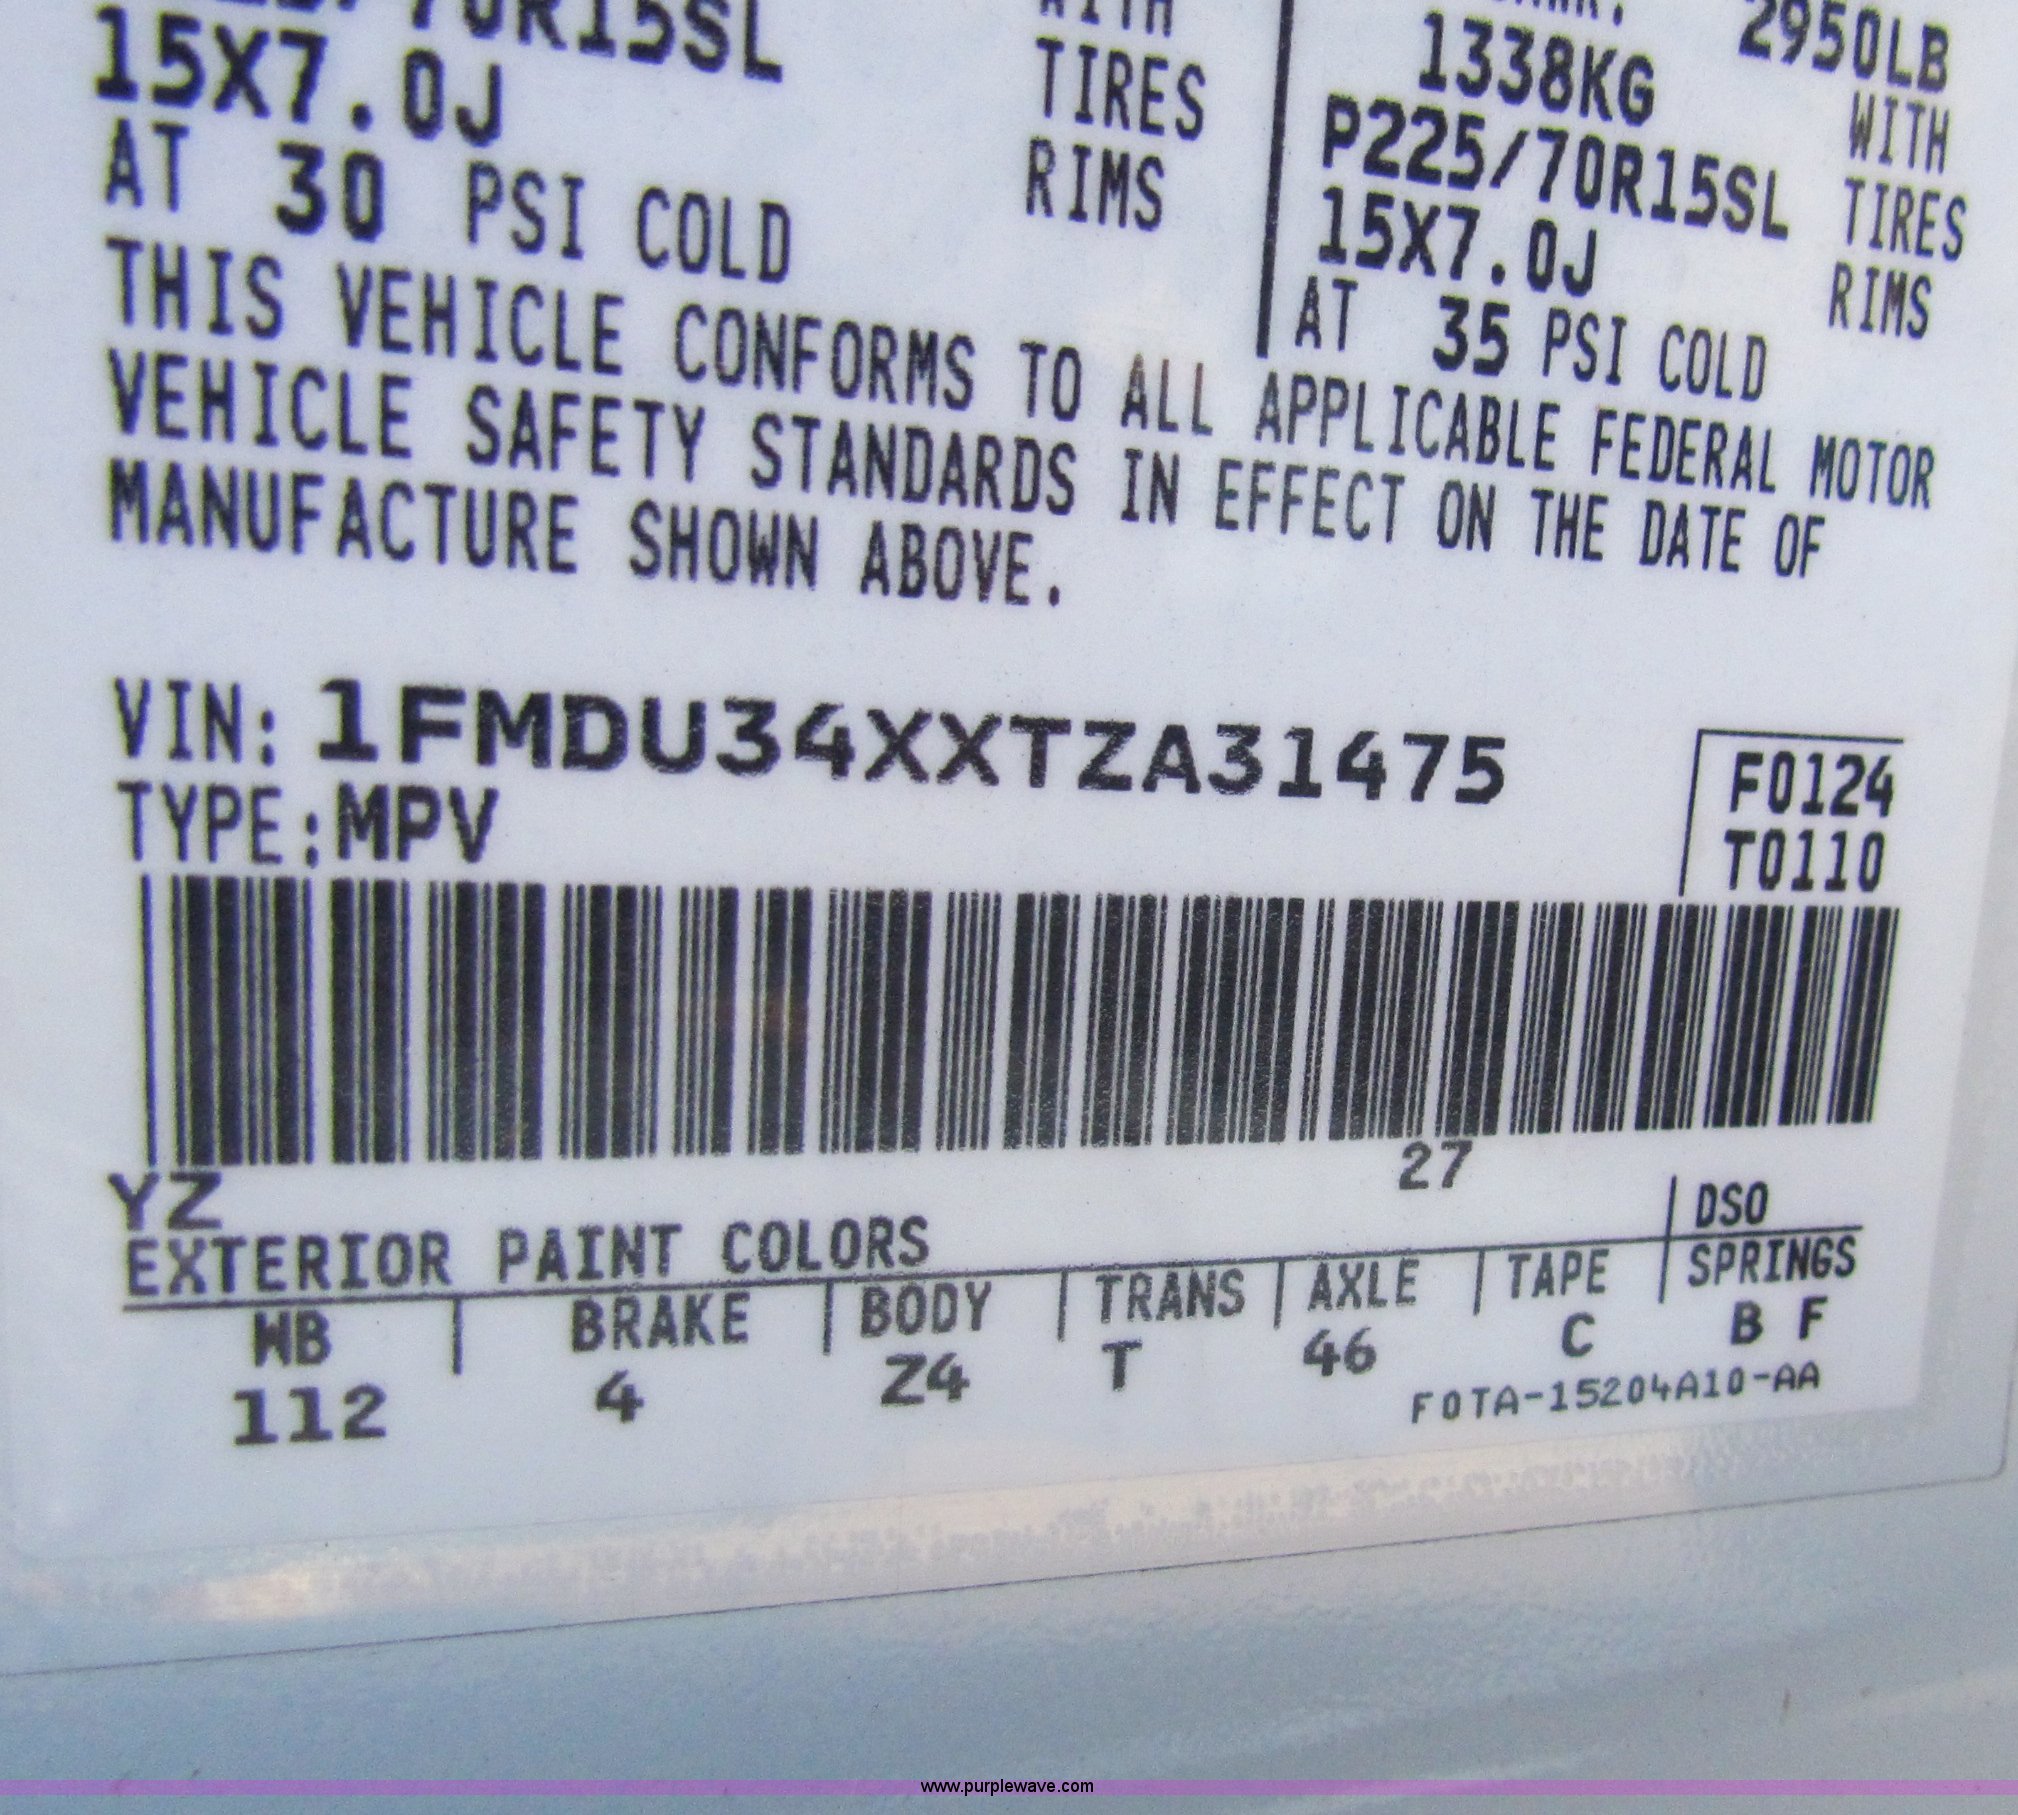 2950LB
1338KG WITH
/70R15SL WITH P225/70R15SL TIRES
15X7.0J TIRES 15X7.0J RIMS
AT 30 PSI COLD RIMS AT 35 PSI COLD
THIS VEHICLE CONFORMS TO ALL APPLICABLE FEDERAL MOTOR
VEHICLE SAFETY STANDARDS IN EFFECT ON THE DATE OF
MANUFACTURE SHOWN ABOVE.
VIN: 1FMDU34XXTZA31475
TYPE:MPV
F0124
T0110
27
YZ
EXTERIOR PAINT COLORS DSO
WB BRAKE BODY TRANS AXLE TAPE SPRINGS
112 4 Z4 T 46 C B F
F0TA-15204A10-AA
www.purplewave.com